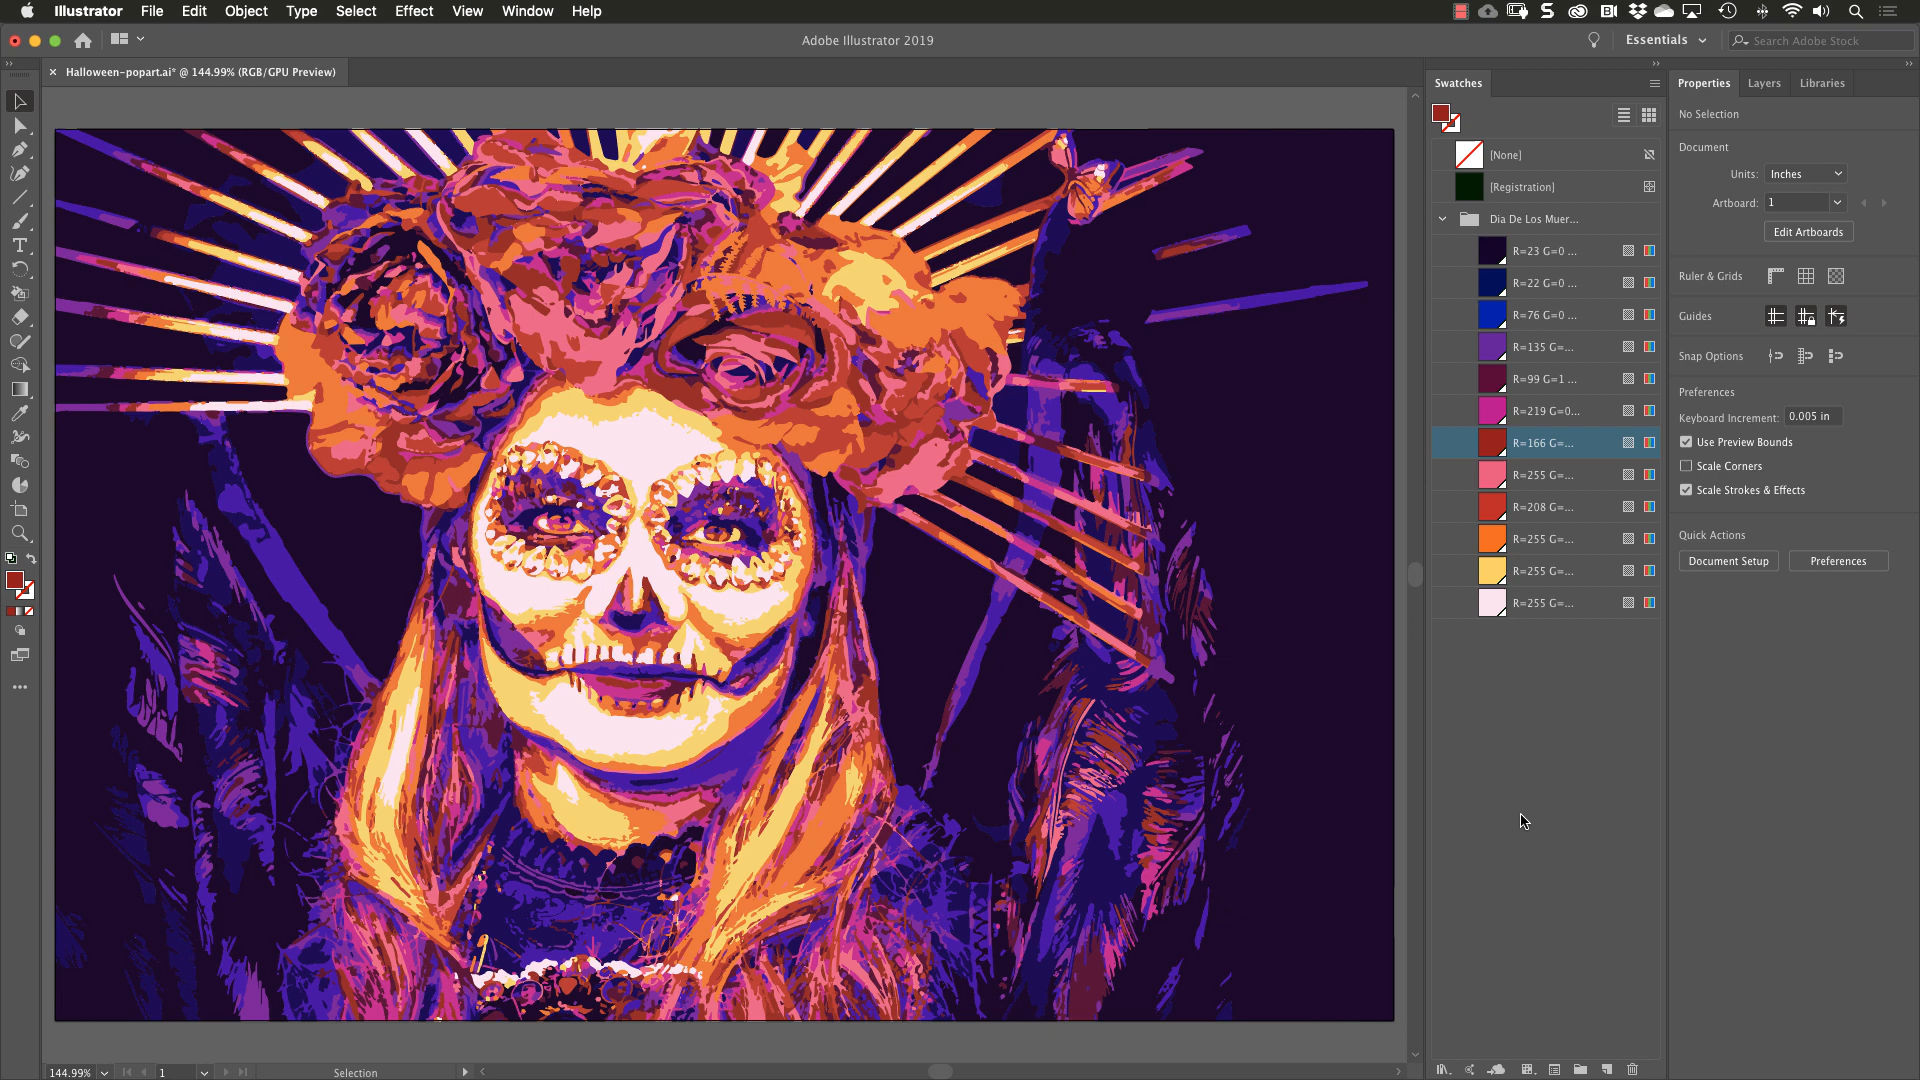 Illustrator File Edit Object Type Select Effect View Window Help
Adobe Illustrator 2019
Essentials
Search Adobe Stock
Halloween-popart.ai* @ 144.99% (RGB/GPU Preview)
Swatches
[None]
[Registration]
Dia De Los Muer...
R=23 G=0 ...
R=22 G=0 ...
R=76 G=0 ...
R=135 G=...
R=99 G=1 ...
R=219 G=0...
R=166 G=...
R=255 G=...
R=208 G=...
R=255 G=...
R=255 G=...
R=255 G=...
Properties Layers Libraries
No Selection
Document
Units: Inches
Artboard: 1
Edit Artboards
Ruler & Grids
Guides
Snap Options
Preferences
Keyboard Increment: 0.005 in
Use Preview Bounds
Scale Corners
Scale Strokes & Effects
Quick Actions
Document Setup Preferences
144.99% 1 Selection